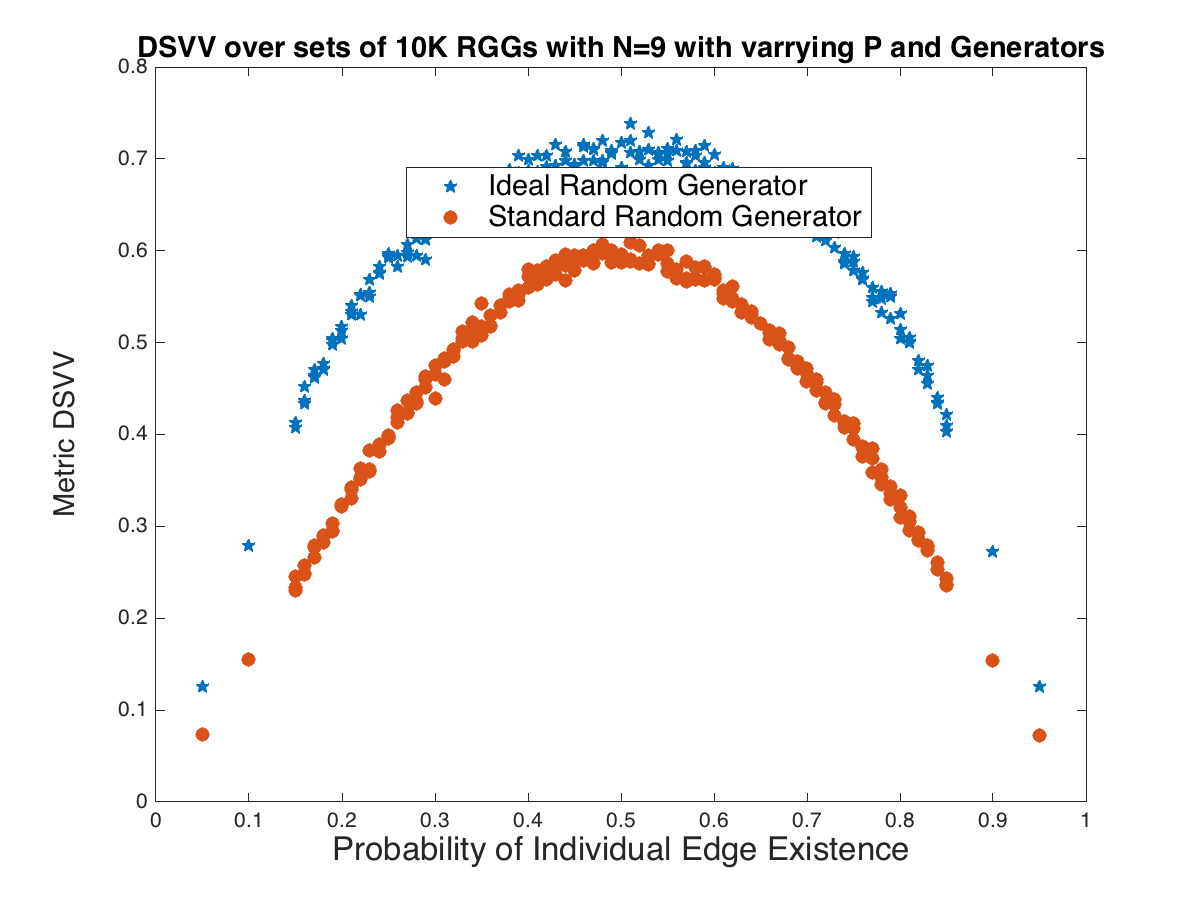 DSVV over sets of 10K RGGs with N=9 with varrying P and Generators
0.8
0.7
0.6
0.5
0.4
0.3
0.2
0.1
0
Metric DSVV
Ideal Random Generator
Standard Random Generator
0 0.1 0.2 0.3 0.4 0.5 0.6 0.7 0.8 0.9 1
Probability of Individual Edge Existence